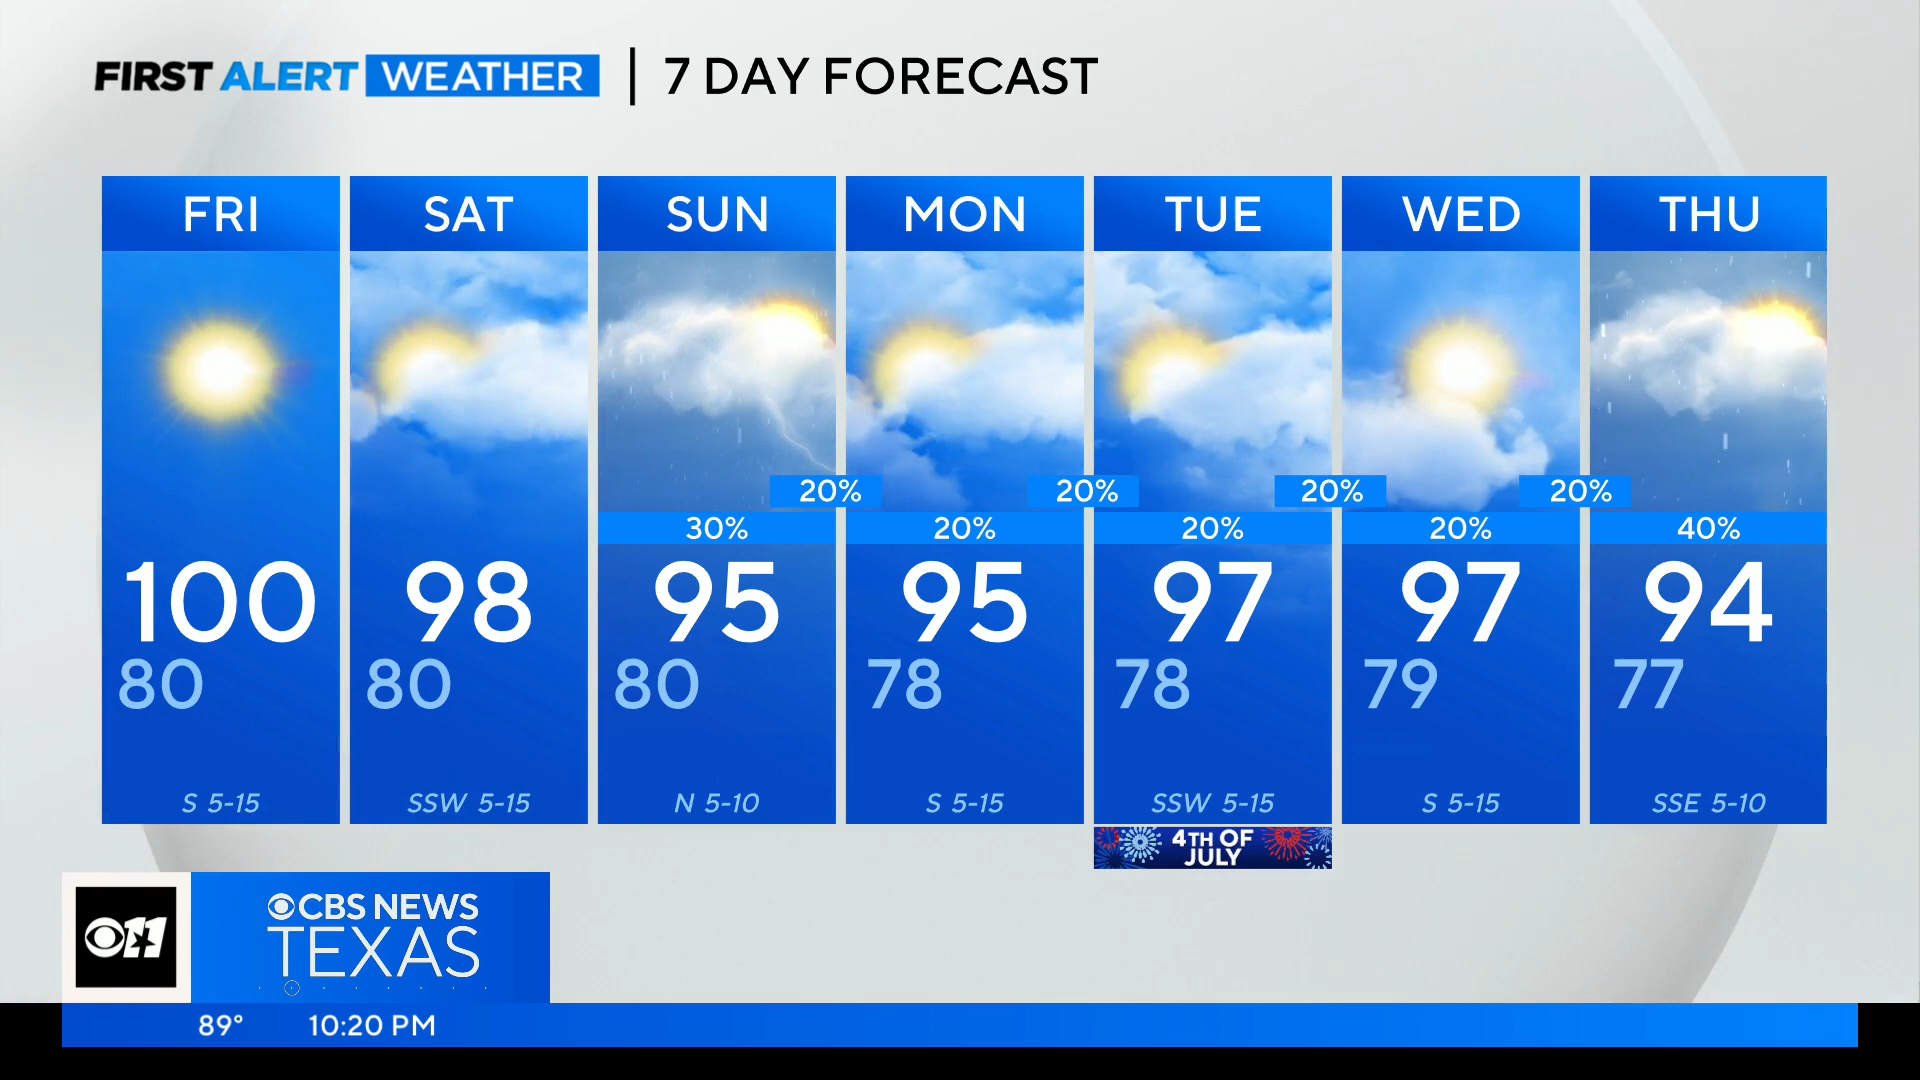 FIRST ALERT WEATHER | 7 DAY FORECAST
FRI SAT SUN MON TUE WED THU
20% 20% 20% 20%
30% 20% 20% 20% 40%
100 98 95 95 97 97 94
80 80 80 78 78 79 77
S 5-15 SSW 5-15 N 5-10 S 5-15 SSW 5-15 S 5-15 SSE 5-10
4TH OF
JULY
11
CBS NEWS
TEXAS
89° 10:20 PM